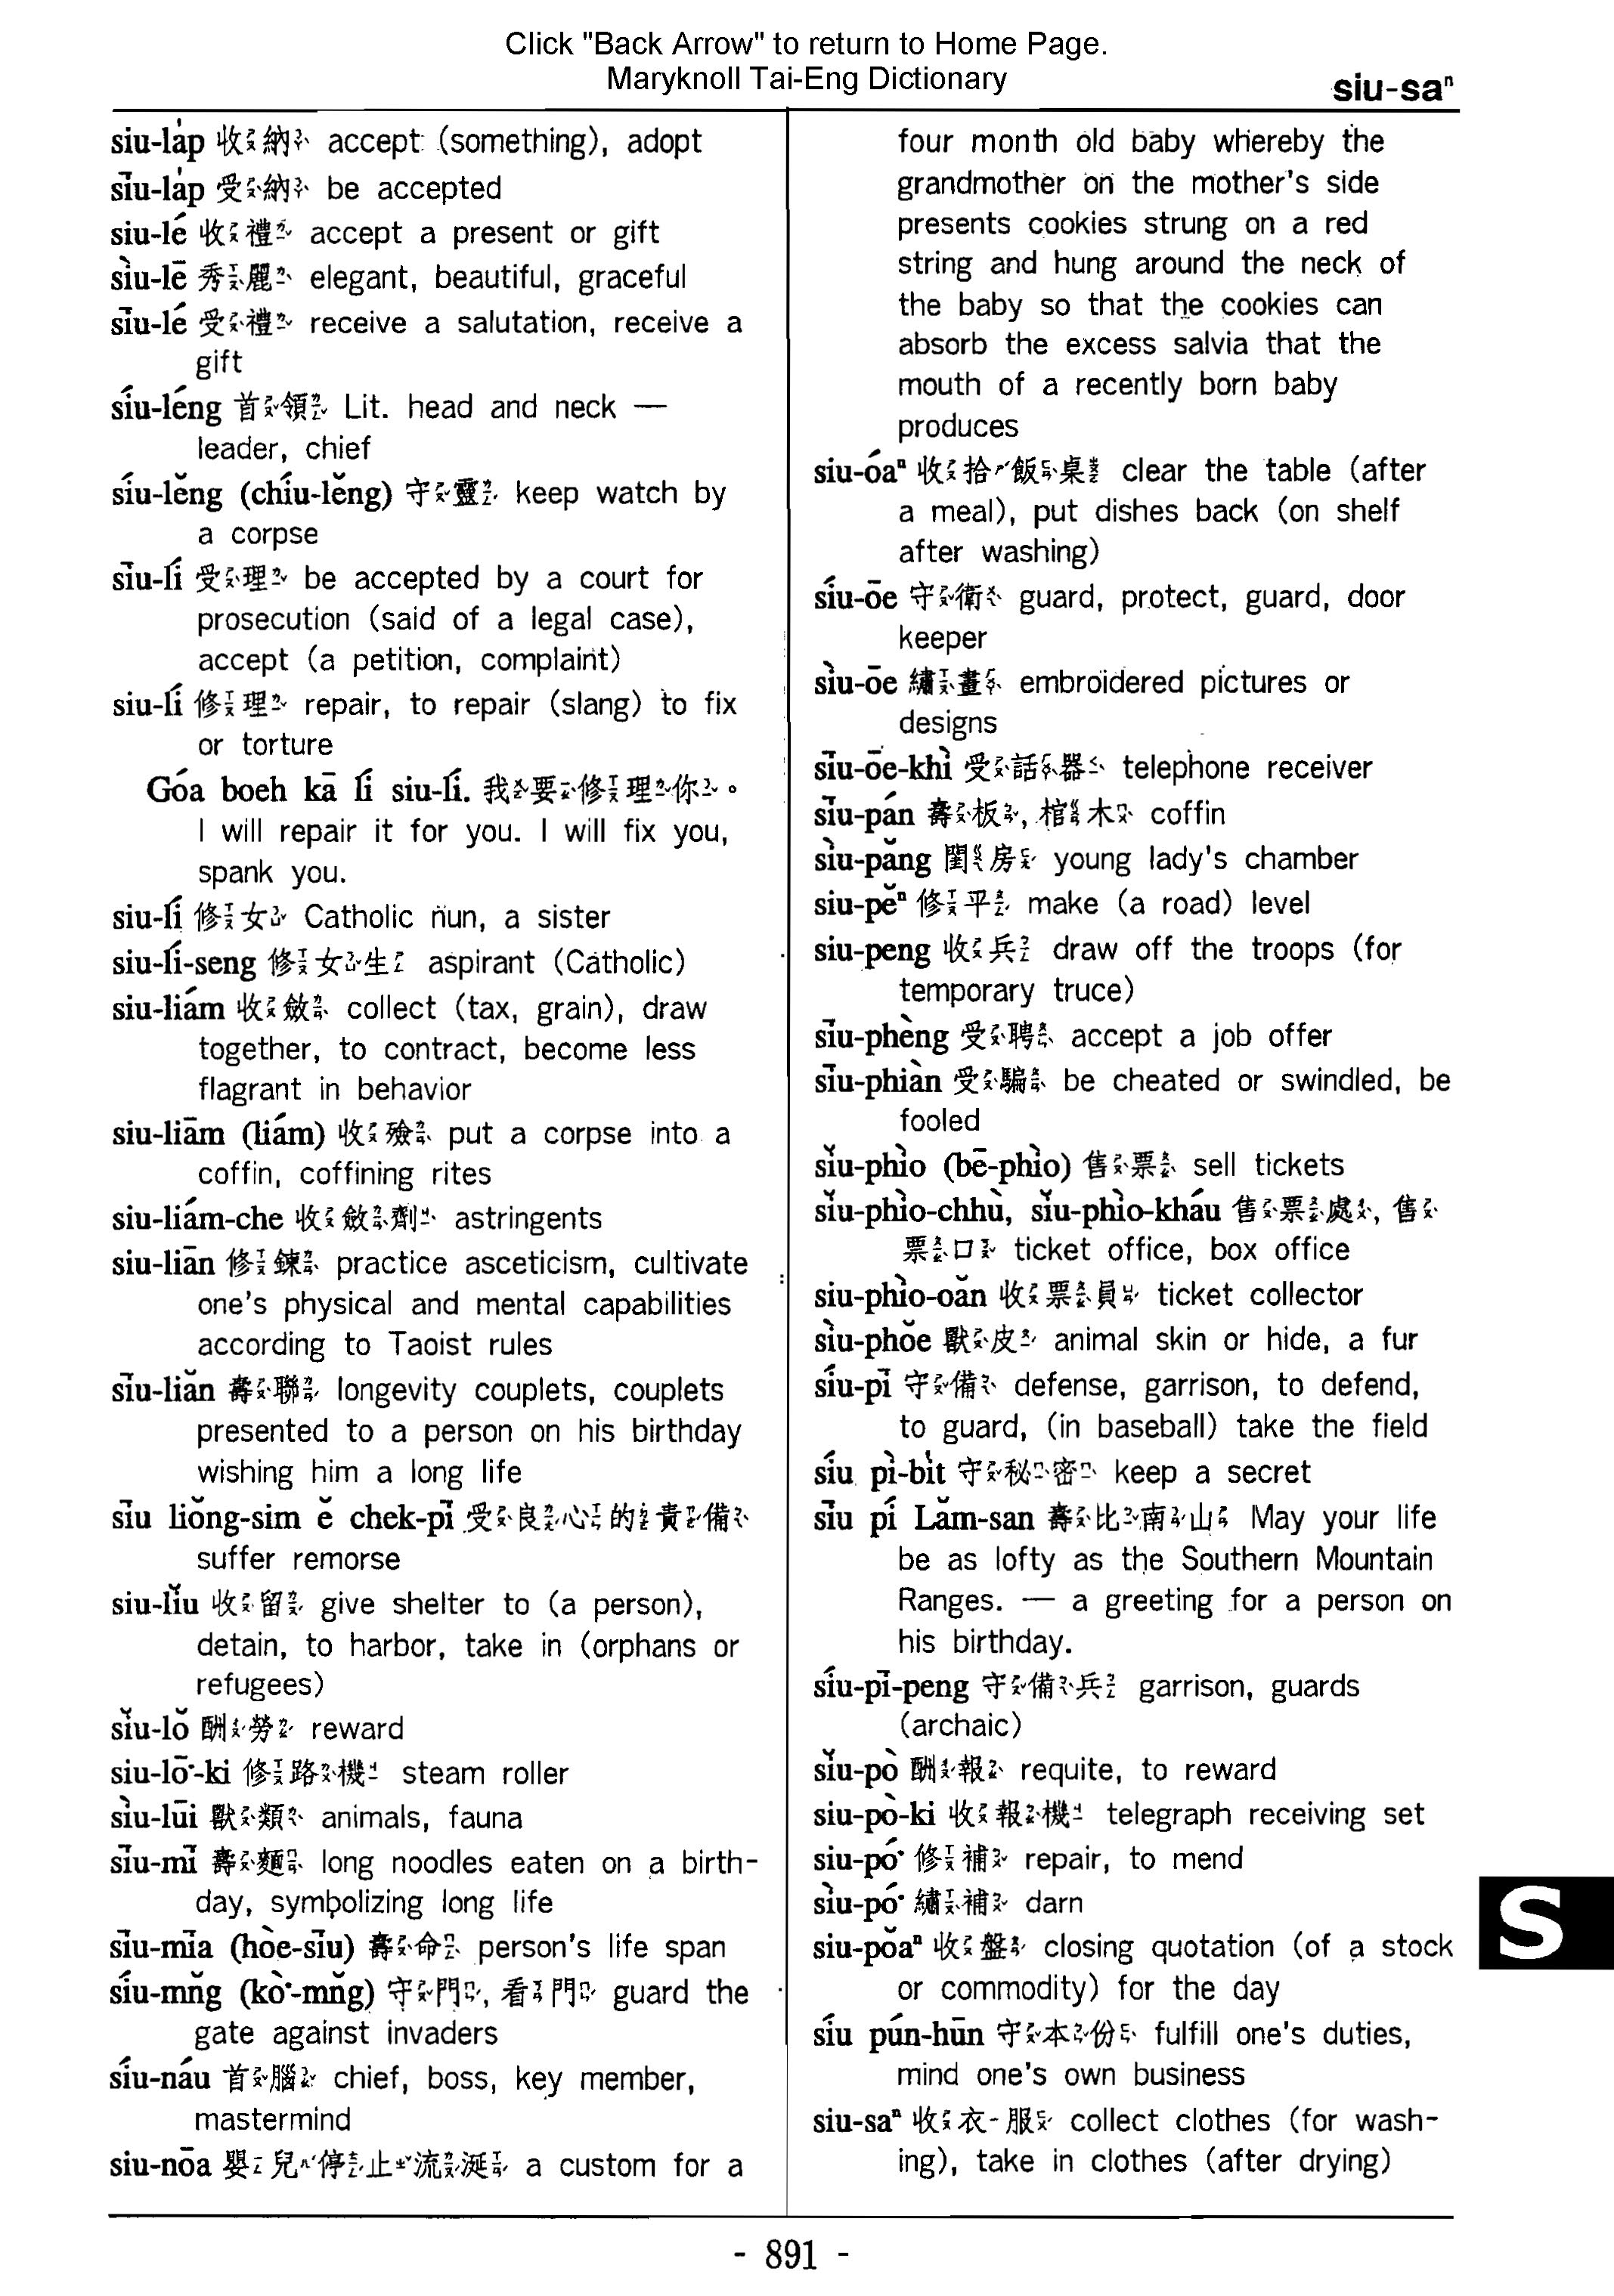 Click "Back Arrow" to return to Home Page.
Maryknoll Tai-Eng Dictionary
siu-saⁿ
siu-la̍p 收納 accept (something), adopt
sīu-la̍p 受納 be accepted
siu-lé 收禮 accept a present or gift
sìu-lē 秀麗 elegant, beautiful, graceful
sīu-lé 受禮 receive a salutation, receive a
gift
síu-léng 首領 Lit. head and neck —
leader, chief
síu-lĕng (chíu-lĕng) 守靈 keep watch by
a corpse
sīu-lí 受理 be accepted by a court for
prosecution (said of a legal case),
accept (a petition, complaint)
siu-lí 修理 repair, to repair (slang) to fix
or torture
Góa boeh kā lí siu-lí. 我要修理你。
I will repair it for you. I will fix you,
spank you.
siu-lí 修女 Catholic nun, a sister
siu-lí-seng 修女生 aspirant (Catholic)
siu-liám 收斂 collect (tax, grain), draw
together, to contract, become less
flagrant in behavior
siu-liām (liám) 收殮 put a corpse into a
coffin, coffining rites
siu-liám-che 收斂劑 astringents
siu-liān 修鍊 practice asceticism, cultivate
one's physical and mental capabilities
according to Taoist rules
sīu-liăn 壽聯 longevity couplets, couplets
presented to a person on his birthday
wishing him a long life
sīu liŏng-sim ĕ chek-pī 受良心的責備
suffer remorse
siu-lĭu 收留 give shelter to (a person),
detain, to harbor, take in (orphans or
refugees)
sĭu-lŏ 酬勞 reward
siu-lō͘-ki 修路機 steam roller
sìu-lūi 獸類 animals, fauna
sīu-mī 壽麵 long noodles eaten on a birth-
day, symbolizing long life
sīu-mīa (hòe-sīu) 壽命 person's life span
síu-mn̆g (kò͘-mn̆g) 守門, 看門 guard the
gate against invaders
síu-náu 首腦 chief, boss, key member,
mastermind
siu-nōa 嬰兒停止流涎 a custom for a
four month old baby whereby the
grandmother on the mother's side
presents cookies strung on a red
string and hung around the neck of
the baby so that the cookies can
absorb the excess salvia that the
mouth of a recently born baby
produces
siu-óaⁿ 收拾飯桌 clear the table (after
a meal), put dishes back (on shelf
after washing)
síu-ōe 守衛 guard, protect, guard, door
keeper
sìu-ōe 繡畫 embroidered pictures or
designs
sīu-ōe-khì 受話器 telephone receiver
sīu-pán 壽板, 棺木 coffin
sìu-păng 閨房 young lady's chamber
siu-pĕⁿ 修平 make (a road) level
siu-peng 收兵 draw off the troops (for
temporary truce)
sīu-phèng 受聘 accept a job offer
sīu-phiàn 受騙 be cheated or swindled, be
fooled
sĭu-phìo (bē-phìo) 售票 sell tickets
sĭu-phìo-chhù, sĭu-phìo-kháu 售票處, 售
票口 ticket office, box office
siu-phìo-oăn 收票員 ticket collector
sìu-phŏe 獸皮 animal skin or hide, a fur
síu-pī 守備 defense, garrison, to defend,
to guard, (in baseball) take the field
síu pì-bi̍t 守秘密 keep a secret
sīu pí Lăm-san 壽比南山 May your life
be as lofty as the Southern Mountain
Ranges. — a greeting for a person on
his birthday.
síu-pī-peng 守備兵 garrison, guards
(archaic)
sĭu-pò 酬報 requite, to reward
siu-pò-ki 收報機 telegraph receiving set
siu-pó͘ 修補 repair, to mend
sìu-pó͘ 繡補 darn
siu-pŏaⁿ 收盤 closing quotation (of a stock
or commodity) for the day
síu pún-hūn 守本份 fulfill one's duties,
mind one's own business
siu-saⁿ 收衣服 collect clothes (for wash-
ing), take in clothes (after drying)
S
- 891 -